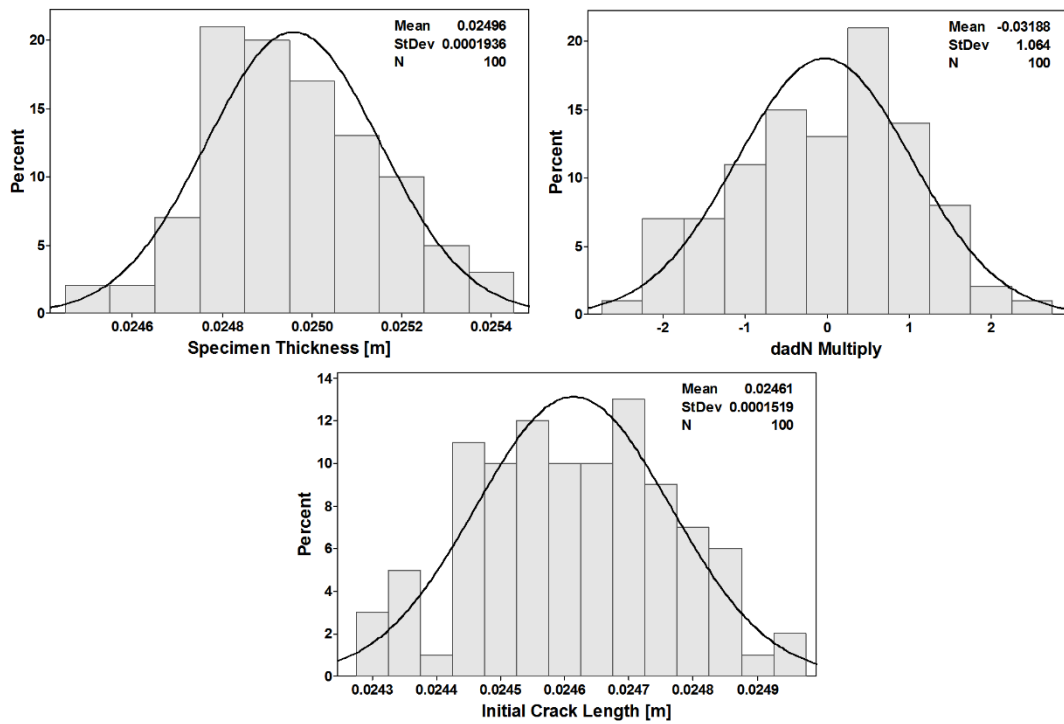 Mean 0.02496
StDev 0.0001936
N 100
20
15
10
5
0
Percent
0.0246 0.0248 0.0250 0.0252 0.0254
Specimen Thickness [m]
Mean -0.03188
StDev 1.064
N 100
20
15
10
5
0
Percent
-2 -1 0 1 2
dadN Multiply
Mean 0.02461
StDev 0.0001519
N 100
14
12
10
8
6
4
2
0
Percent
0.0243 0.0244 0.0245 0.0246 0.0247 0.0248 0.0249
Initial Crack Length [m]